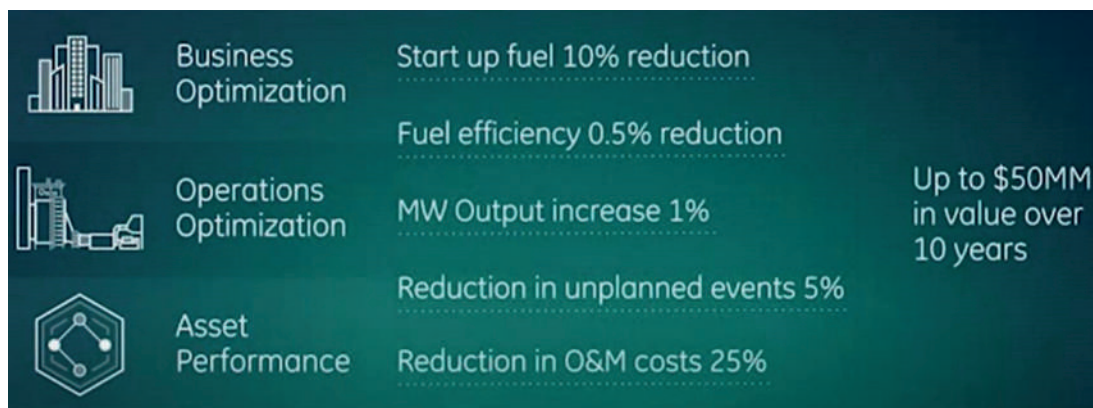 Business
Optimization
Start up fuel 10% reduction
Fuel efficiency 0.5% reduction
Operations
Optimization
MW Output increase 1%
Up to $50MM
in value over
10 years
Reduction in unplanned events 5%
Asset
Performance
Reduction in O&M costs 25%